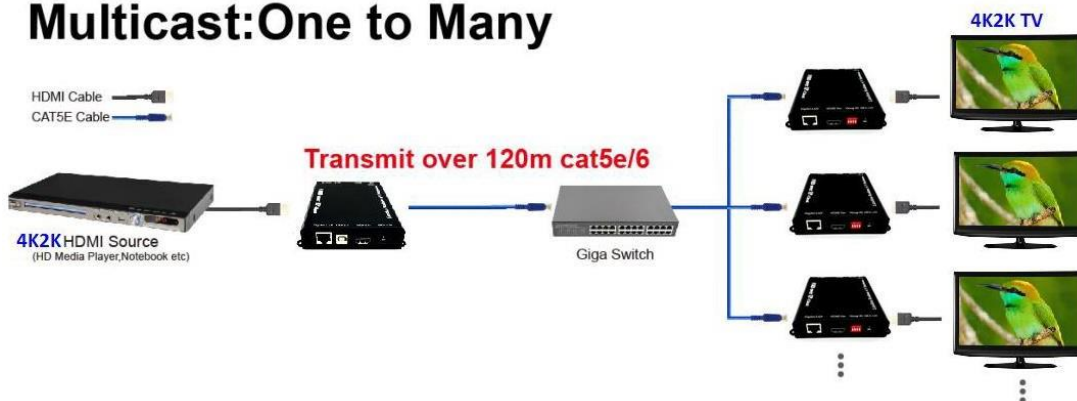 Multicast:One to Many
4K2K TV
HDMI Cable
CAT5E Cable
Transmit over 120m cat5e/6
4K2K HDMI Source
(HD Media Player,Notebook etc)
Giga Switch